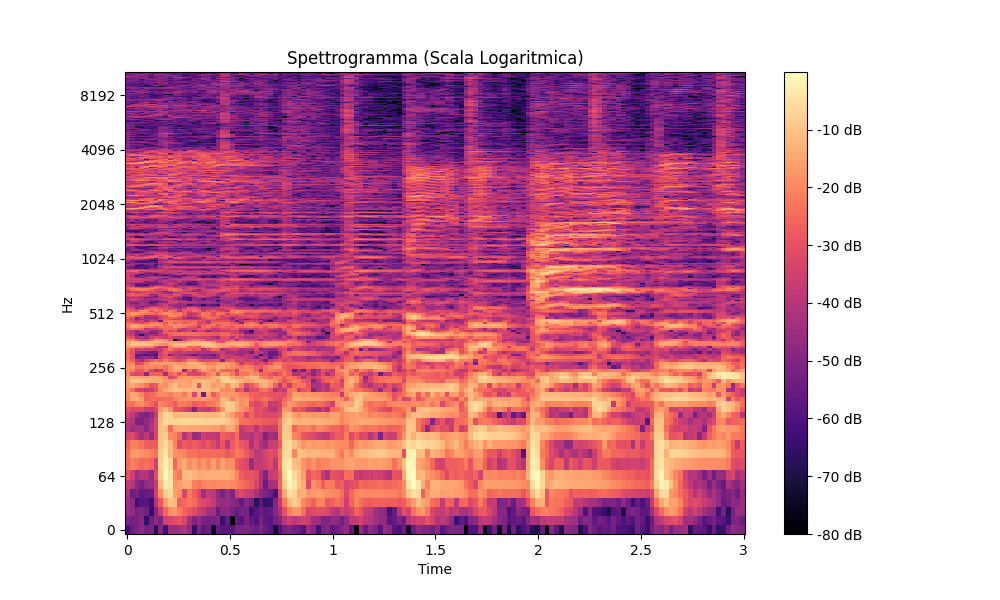 Spettrogramma (Scala Logaritmica)
Hz
8192
4096
2048
1024
512
256
128
64
0
0 0.5 1 1.5 2 2.5 3
Time
-10 dB
-20 dB
-30 dB
-40 dB
-50 dB
-60 dB
-70 dB
-80 dB